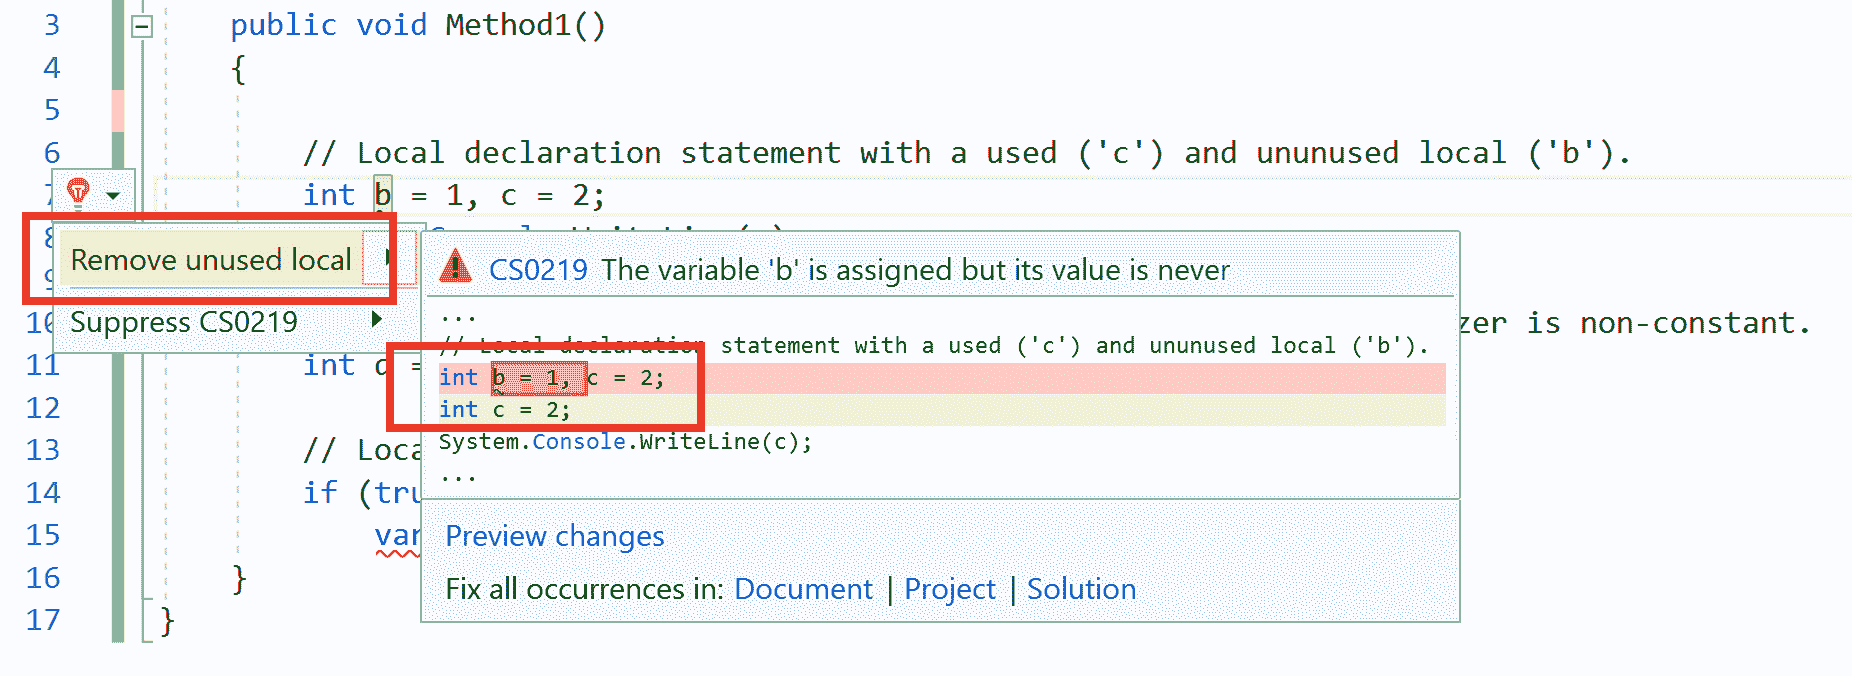 3 public void Method1()
4 {
5
6 // Local declaration statement with a used ('c') and ununused local ('b').
7 int b = 1, c = 2;
8
9
Remove unused local
CS0219 The variable 'b' is assigned but its value is never
...
10 zer is non-constant.
Suppress CS0219
// Local declaration statement with a used ('c') and ununused local ('b').
11 int d =
int b = 1, c = 2;
12
int c = 2;
13 // Loca
System.Console.WriteLine(c);
...
14 if (tru
15 var
Preview changes
16 }
Fix all occurrences in: Document | Project | Solution
17 }